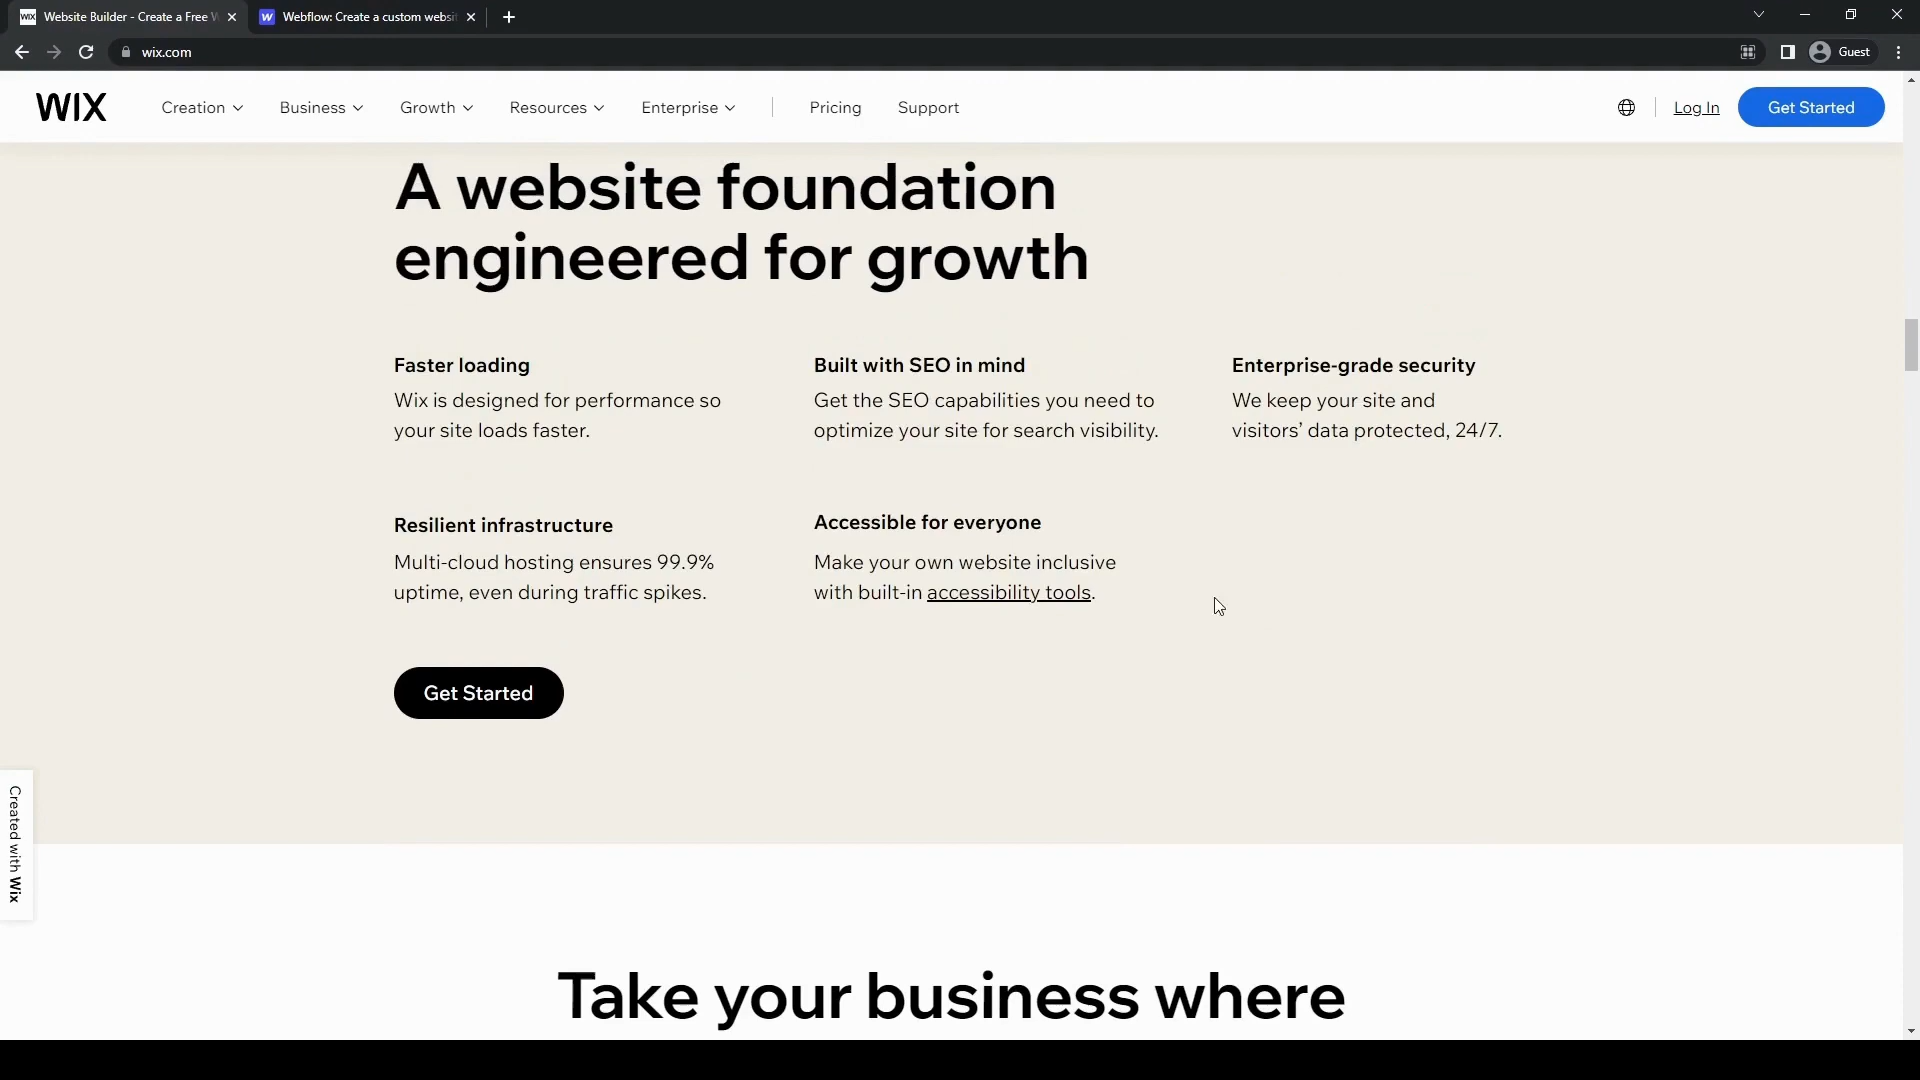 WIX Website Builder - Create a Free W
W Webflow: Create a custom websit
wix.com
Guest
WIX Creation Business Growth Resources Enterprise Pricing Support Log In Get Started
A website foundation
engineered for growth
Faster loading
Wix is designed for performance so
your site loads faster.
Built with SEO in mind
Get the SEO capabilities you need to
optimize your site for search visibility.
Enterprise-grade security
We keep your site and
visitors’ data protected, 24/7.
Resilient infrastructure
Multi-cloud hosting ensures 99.9%
uptime, even during traffic spikes.
Accessible for everyone
Make your own website inclusive
with built-in accessibility tools.
Get Started
Created with Wix
Take your business where